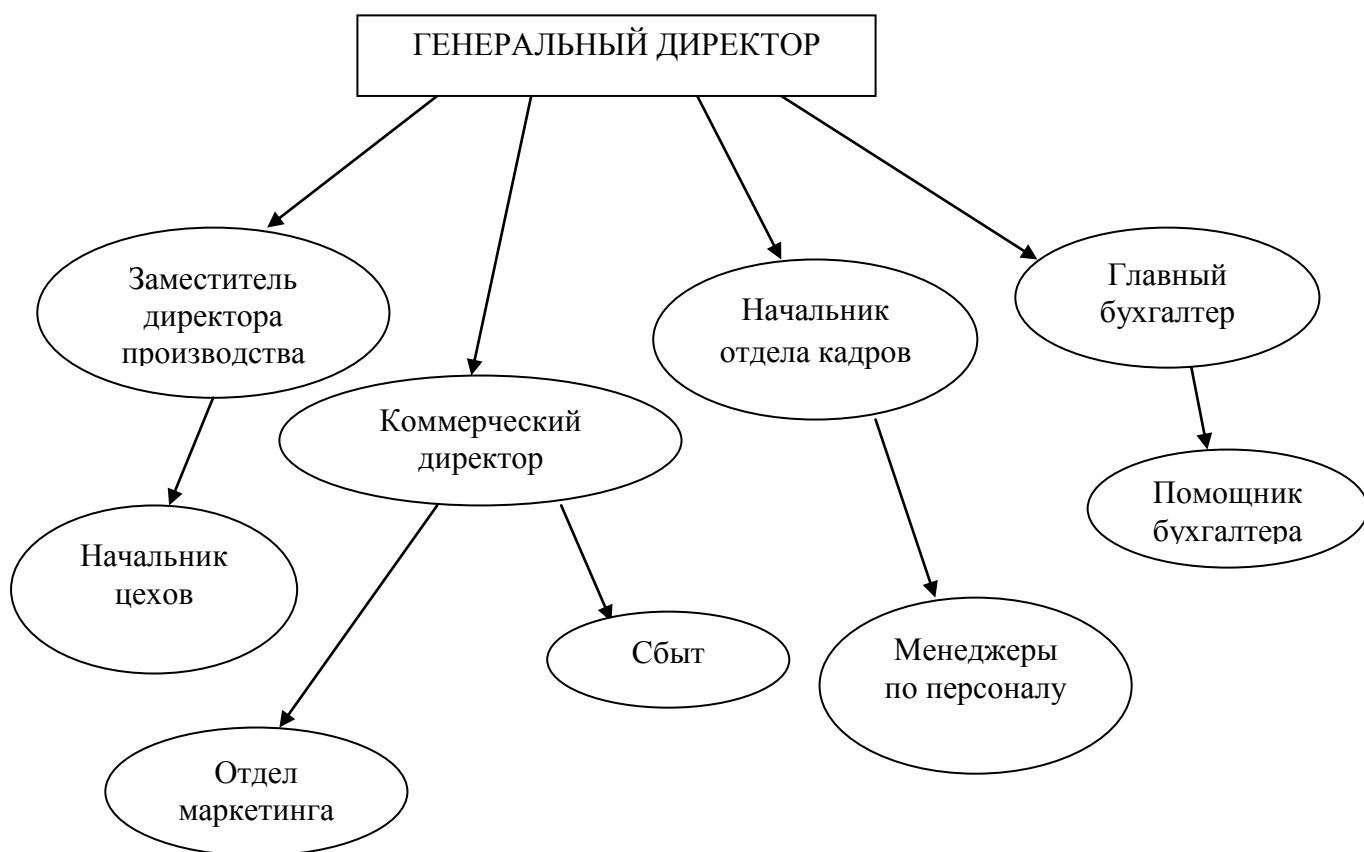 ГЕНЕРАЛЬНЫЙ ДИРЕКТОР
Заместитель
директора
производства
Коммерческий
директор
Начальник
отдела кадров
Главный
бухгалтер
Начальник
цехов
Помощник
бухгалтера
Отдел
маркетинга
Сбыт
Менеджеры
по персоналу